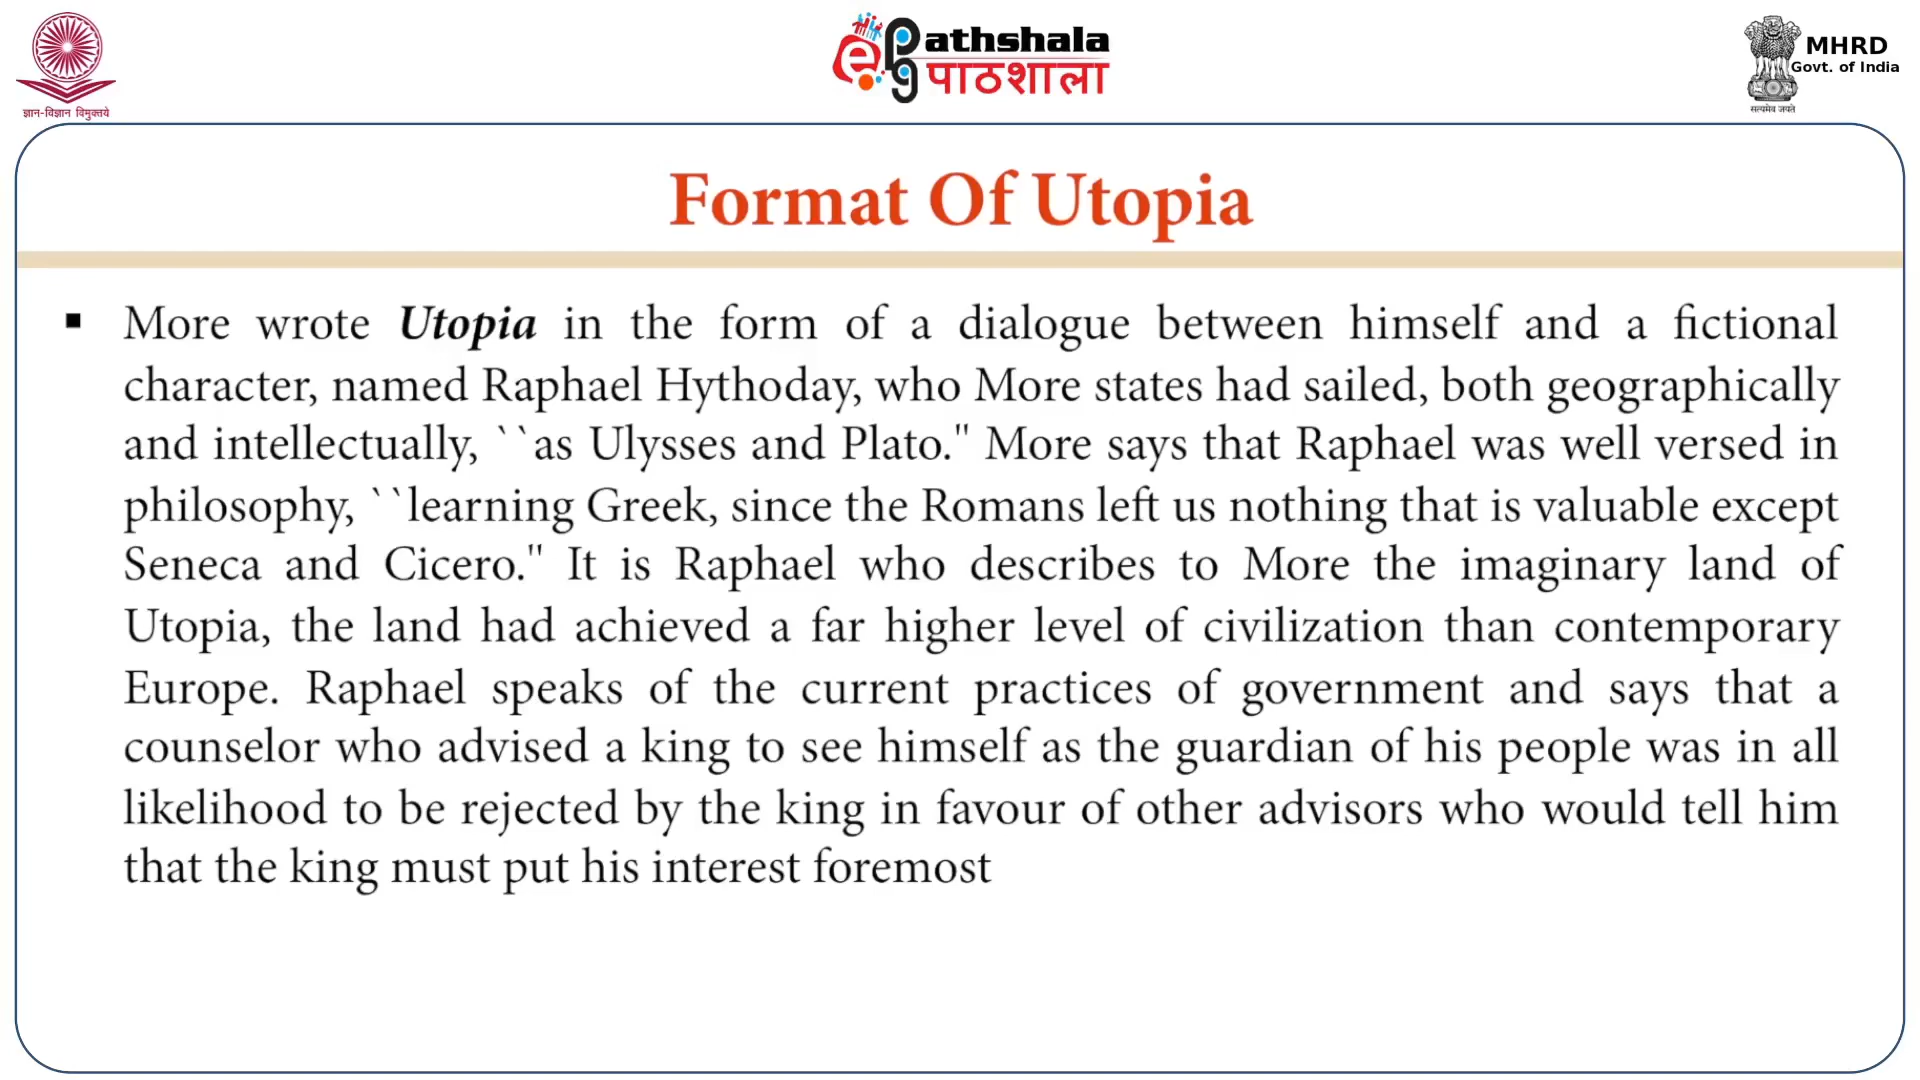 ज्ञान-विज्ञान विमुक्तये
e PG Pathshala
पाठशाला
MHRD
Govt. of India
सत्यमेव जयते
Format Of Utopia
▪ More wrote Utopia in the form of a dialogue between himself and a fictional
character, named Raphael Hythoday, who More states had sailed, both geographically
and intellectually, ``as Ulysses and Plato." More says that Raphael was well versed in
philosophy, ``learning Greek, since the Romans left us nothing that is valuable except
Seneca and Cicero." It is Raphael who describes to More the imaginary land of
Utopia, the land had achieved a far higher level of civilization than contemporary
Europe. Raphael speaks of the current practices of government and says that a
counselor who advised a king to see himself as the guardian of his people was in all
likelihood to be rejected by the king in favour of other advisors who would tell him
that the king must put his interest foremost